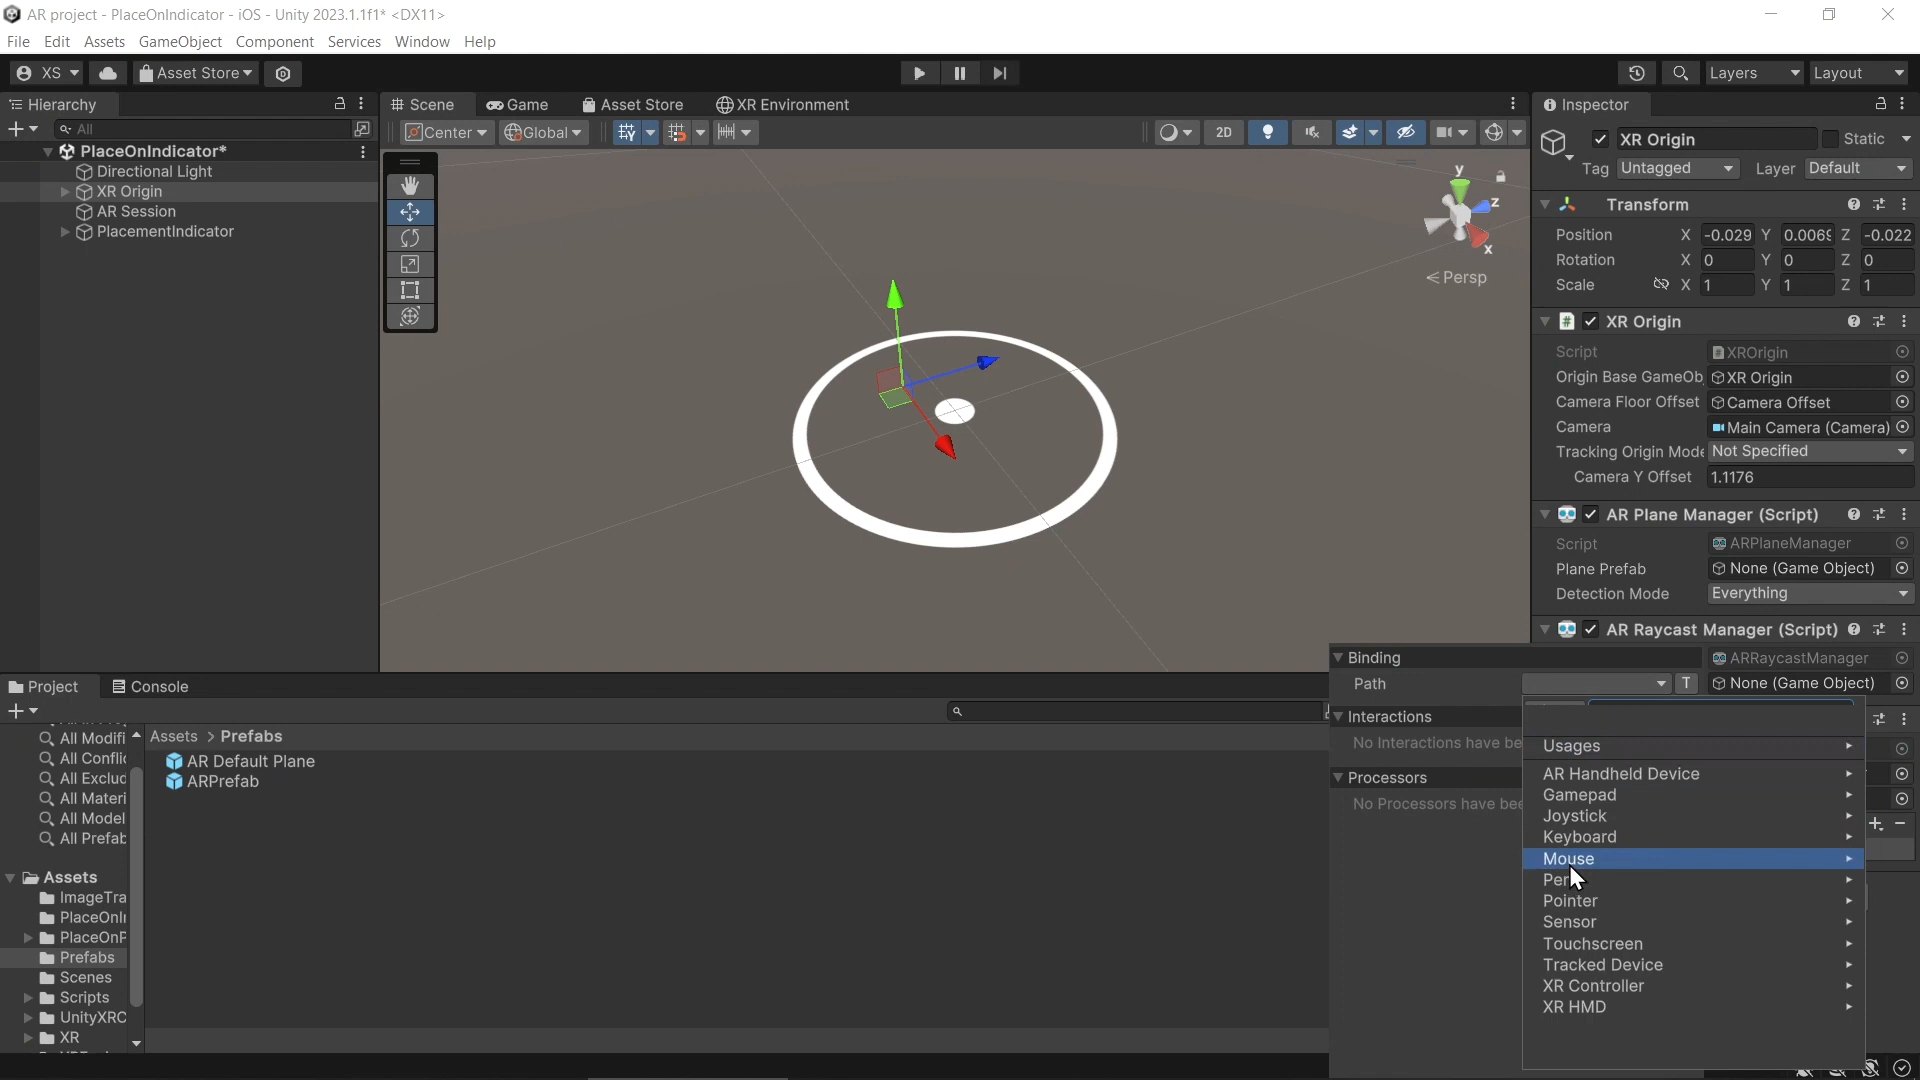 AR project - PlaceOnIndicator - iOS - Unity 2023.1.1f1* <DX11>
File Edit Assets GameObject Component Services Window Help
XS Asset Store Layers Layout
Hierarchy
All
PlaceOnIndicator*
Directional Light
XR Origin
AR Session
PlacementIndicator
Scene Game Asset Store XR Environment
Center Global 2D
y
z
x
Persp
Inspector
XR Origin Static
Tag Untagged Layer Default
Transform
Position X -0.029 Y 0.0069 Z -0.022
Rotation X 0 Y 0 Z 0
Scale X 1 Y 1 Z 1
XR Origin
Script XROrigin
Origin Base GameOb XR Origin
Camera Floor Offset Camera Offset
Camera Main Camera (Camera)
Tracking Origin Mode Not Specified
Camera Y Offset 1.1176
AR Plane Manager (Script)
Script ARPlaneManager
Plane Prefab None (Game Object)
Detection Mode Everything
AR Raycast Manager (Script)
ARRaycastManager
None (Game Object)
Binding
Path T
Interactions
No Interactions have be
Processors
No Processors have bee
Usages
AR Handheld Device
Gamepad
Joystick
Keyboard
Mouse
Pen
Pointer
Sensor
Touchscreen
Tracked Device
XR Controller
XR HMD
Project Console
All Modifi
All Conflic
All Exclud
All Materi
All Model
All Prefab
Assets
ImageTra
PlaceOnIn
PlaceOnP
Prefabs
Scenes
Scripts
UnityXRC
XR
Assets > Prefabs
AR Default Plane
ARPrefab